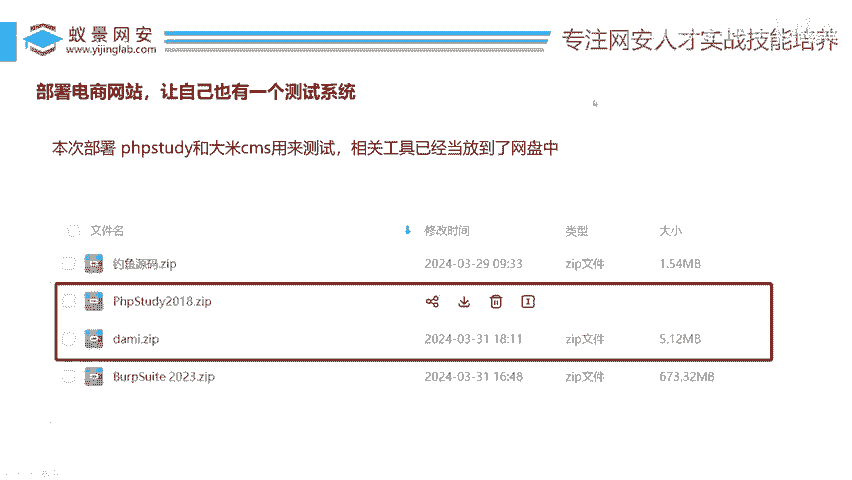 蚁景网安
www.yijinglab.com
专注网安人才实战技能培养
部署电商网站，让自己也有一个测试系统
本次部署 phpstudy和大米cms用来测试，相关工具已经当放到了网盘中
文件名 修改时间 类型 大小
钓鱼源码.zip 2024-03-29 09:33 zip文件 1.54MB
PhpStudy2018.zip
dami.zip 2024-03-31 18:11 zip文件 5.12MB
BurpSuite 2023.zip 2024-03-31 16:48 zip文件 673.32MB